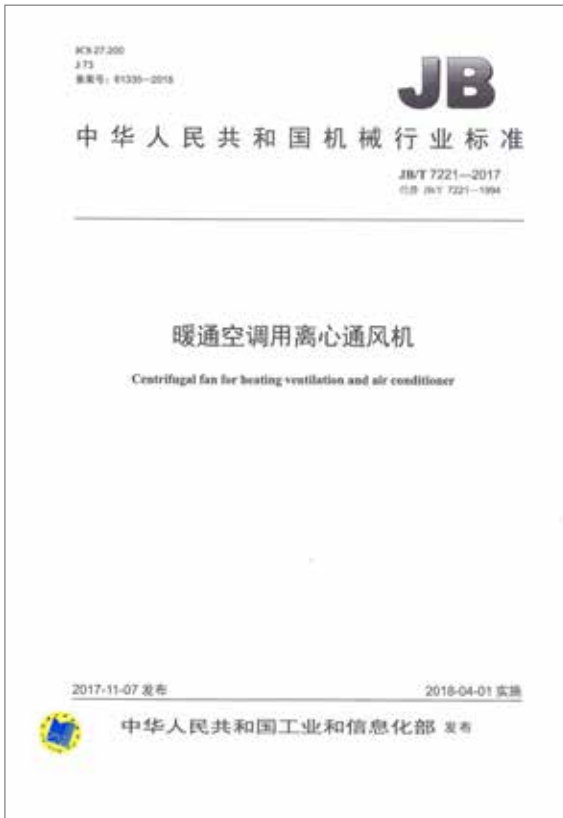 ICS 27.200
J 73
备案号：61335—2018
JB
中华人民共和国机械行业标准
JB/T 7221—2017
代替 JB/T 7221—1994
暖通空调用离心通风机
Centrifugal fan for heating ventilation and air conditioner
2017-11-07 发布
2018-04-01 实施
中华人民共和国工业和信息化部 发布